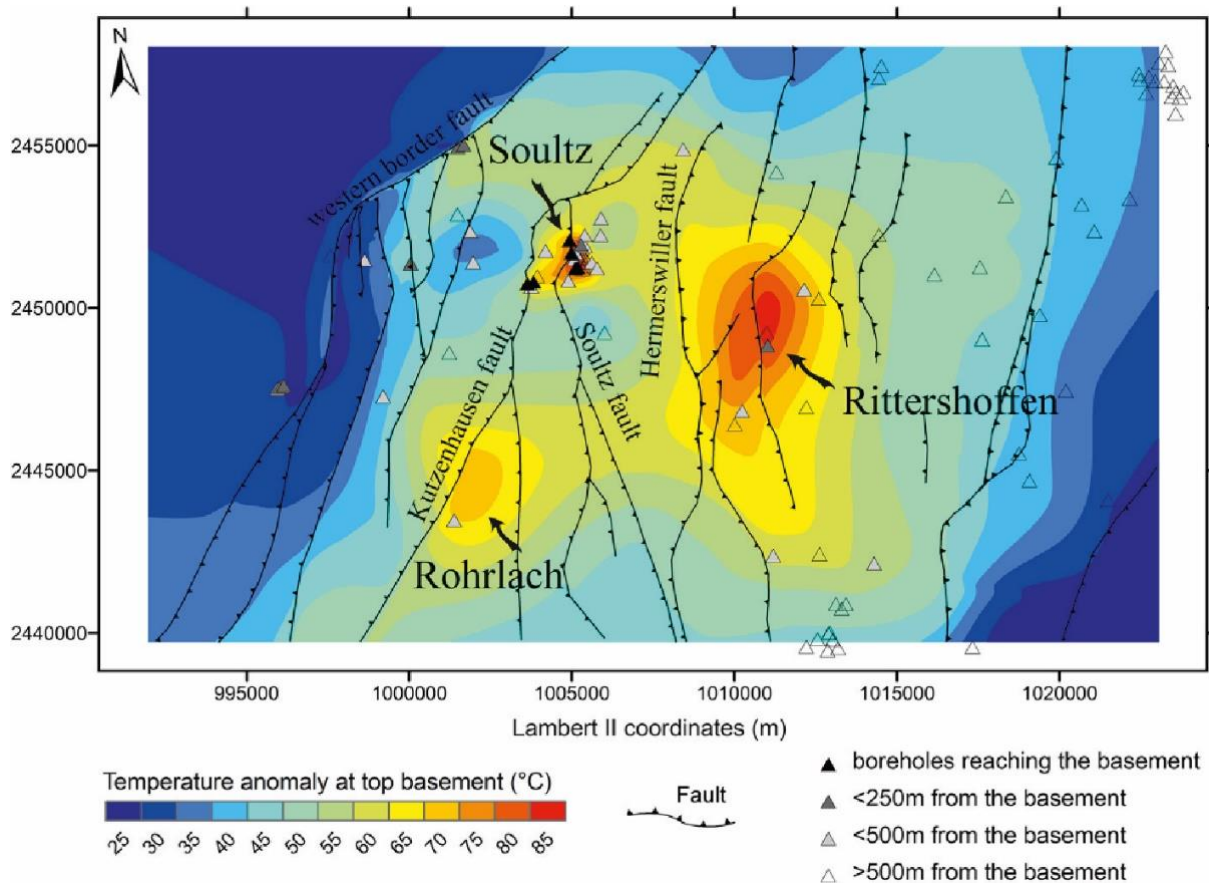 N
2455000
2450000
2445000
2440000
western border fault
Soultz
Hermerswiller fault
Kutzenhausen fault
Soultz fault
Rittershoffen
Rohrlach
995000 1000000 1005000 1010000 1015000 1020000
Lambert II coordinates (m)
Temperature anomaly at top basement (°C)
25 30 35 40 45 50 55 60 65 70 75 80 85
Fault
boreholes reaching the basement
<250m from the basement
<500m from the basement
>500m from the basement